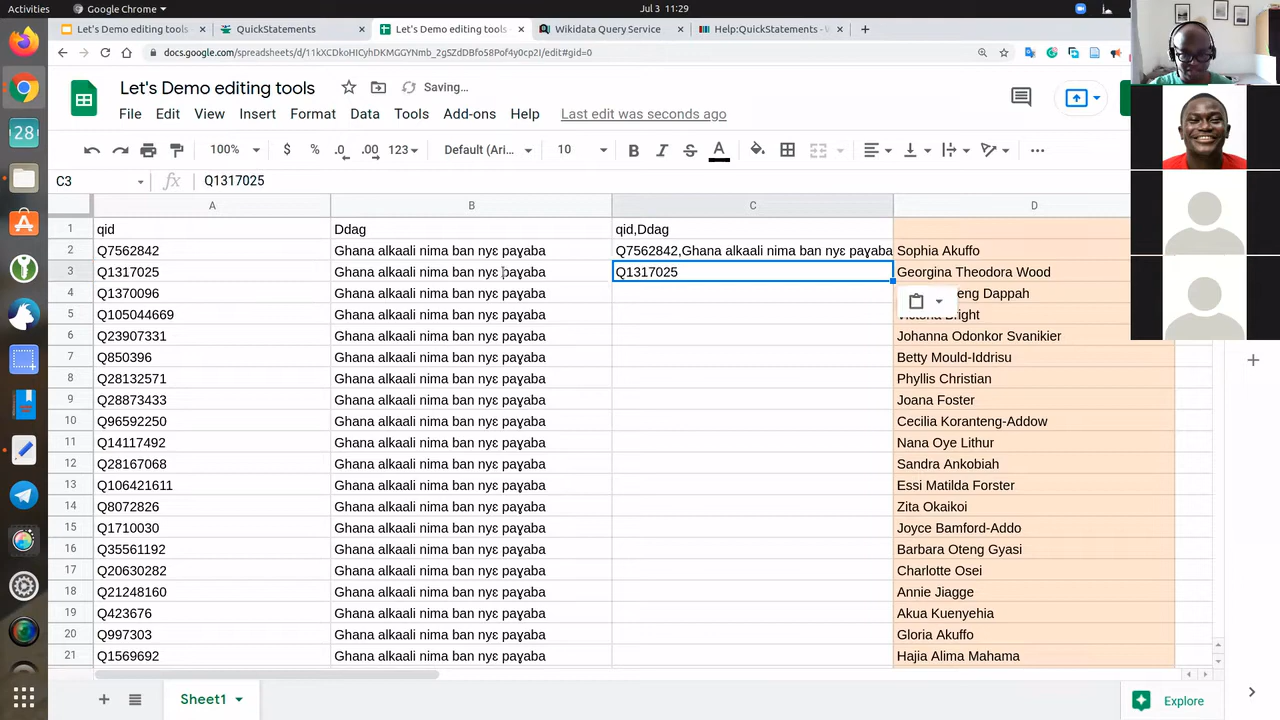 Activities Google Chrome Jul 3 11:29
Let's Demo editing tools QuickStatements Let's Demo editing tools Wikidata Query Service Help:QuickStatements -
Let's Demo editing tools Saving…
File Edit View Insert Format Data Tools Add-ons Help Last edit was seconds ago
100% $ % .0 .00 123 Default (Ari... 10 B I S A
C3 fx Q1317025
A B C D
1 qid Ddag qid,Ddag
2 Q7562842 Ghana alkaali nima ban nyɛ paɣaba Q7562842,Ghana alkaali nima ban nyɛ paɣaba Sophia Akuffo
3 Q1317025 Ghana alkaali nima ban nyɛ paɣaba Q1317025 Georgina Theodora Wood
4 Q1370096 Ghana alkaali nima ban nyɛ paɣaba Dappah
5 Q105044669 Ghana alkaali nima ban nyɛ paɣaba
6 Q23907331 Ghana alkaali nima ban nyɛ paɣaba Johanna Odonkor Svanikier
7 Q850396 Ghana alkaali nima ban nyɛ paɣaba Betty Mould-Iddrisu
8 Q28132571 Ghana alkaali nima ban nyɛ paɣaba Phyllis Christian
9 Q28873433 Ghana alkaali nima ban nyɛ paɣaba Joana Foster
10 Q96592250 Ghana alkaali nima ban nyɛ paɣaba Cecilia Koranteng-Addow
11 Q14117492 Ghana alkaali nima ban nyɛ paɣaba Nana Oye Lithur
12 Q28167068 Ghana alkaali nima ban nyɛ paɣaba Sandra Ankobiah
13 Q106421611 Ghana alkaali nima ban nyɛ paɣaba Essi Matilda Forster
14 Q8072826 Ghana alkaali nima ban nyɛ paɣaba Zita Okaikoi
15 Q1710030 Ghana alkaali nima ban nyɛ paɣaba Joyce Bamford-Addo
16 Q35561192 Ghana alkaali nima ban nyɛ paɣaba Barbara Oteng Gyasi
17 Q20630282 Ghana alkaali nima ban nyɛ paɣaba Charlotte Osei
18 Q21248160 Ghana alkaali nima ban nyɛ paɣaba Annie Jiagge
19 Q423676 Ghana alkaali nima ban nyɛ paɣaba Akua Kuenyehia
20 Q997303 Ghana alkaali nima ban nyɛ paɣaba Gloria Akuffo
21 Q1569692 Ghana alkaali nima ban nyɛ paɣaba Hajia Alima Mahama
Sheet1 Explore